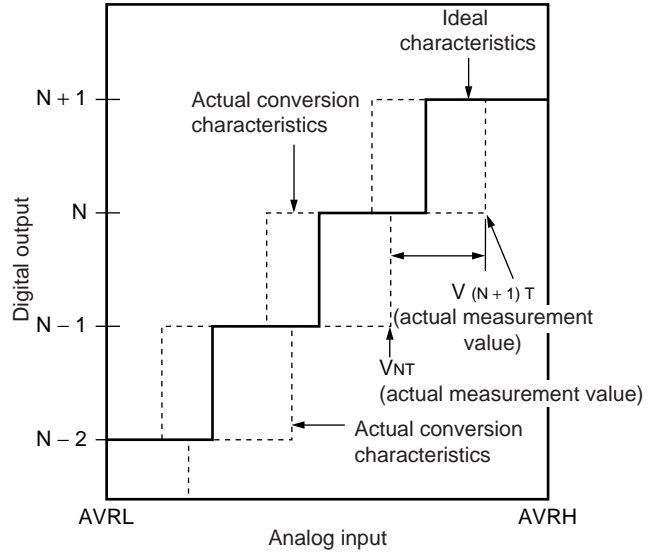 Ideal
characteristics
N + 1
Actual conversion
characteristics
N
Digital output
V (N + 1) T
(actual measurement
value)
N – 1
VNT
(actual measurement value)
Actual conversion
characteristics
N – 2
AVRL
AVRH
Analog input